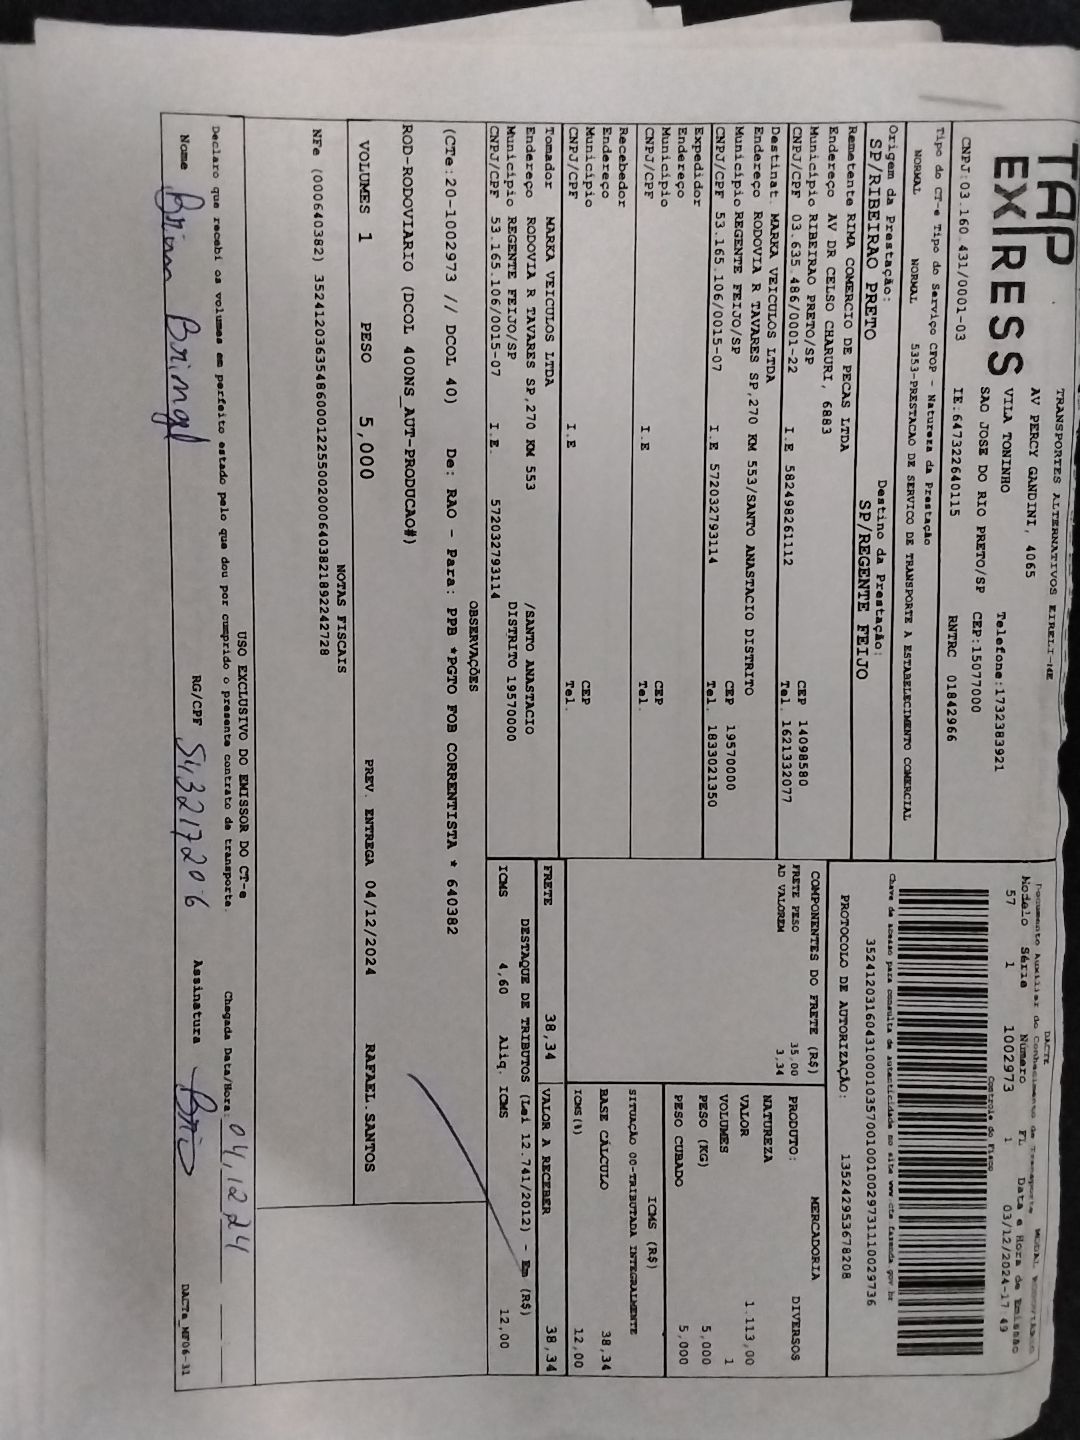 TAP
EXPRESS
TRANSPORTES ALTERNATIVOS EIRELI-ME
AV PERCY GANDINI, 4065
VILA TONINHO Telefone:1732383921
SAO JOSE DO RIO PRETO/SP CEP:15077000
CNPJ:03.160.431/0001-03 IE:647322640115 RNTRC 01842966
DACTE
Documento Auxiliar do Conhecimento de Transporte
Modelo Série Número FL Data e Hora de Emissão
57 1 1002973 1 03/12/2024-17:49
Controle do Fisco
Chave de acesso para consulta de autenticidade no site www.cte.fazenda.gov.br
PROTOCOLO DE AUTORIZAÇÃO: 135242953678208
Tipo do CT-e Tipo do Serviço CFOP - Natureza da Prestação
NORMAL NORMAL 5353-PRESTACAO DE SERVICO DE TRANSPORTE A ESTABELECIMENTO COMERCIAL
Origem da Prestação: Destino da Prestação:
SP/RIBEIRAO PRETO SP/REGENTE FEIJO
Remetente RIMA COMERCIO DE PECAS LTDA
Endereço AV DR CELSO CHARURI, 6883
Município RIBEIRAO PRETO/SP CEP 14098580
CNPJ/CPF 03.635.486/0001-22 I.E 582498261112 Tel. 1621332077
Destinat. MARKA VEICULOS LTDA
Endereço RODOVIA R TAVARES SP,270 KM 553/SANTO ANASTACIO DISTRITO
Município REGENTE FEIJO/SP CEP 19570000
CNPJ/CPF 53.165.106/0015-07 I.E 572032793114 Tel. 1833021350
Expedidor
Endereço
Município CEP
CNPJ/CPF I.E Tel.
Recebedor
Endereço
Município CEP
CNPJ/CPF I.E Tel.
Tomador MARKA VEICULOS LTDA
Endereço RODOVIA R TAVARES SP,270 KM 553 /SANTO ANASTACIO
Município REGENTE FEIJO/SP DISTRITO 19570000
CNPJ/CPF 53.165.106/0015-07 I.E. 572032793114
COMPONENTES DO FRETE (R$)
FRETE PESO 35,00
AD VALOREM 3,34
MERCADORIA
PRODUTO: DIVERSOS
NATUREZA
VALOR 1.113,00
VOLUMES 1
PESO (KG) 5,000
PESO CUBADO 5,000
ICMS (R$)
SITUAÇÃO 00-TRIBUTADA INTEGRALMENTE
BASE CÁLCULO 38,34
ICMS(%) 12,00
FRETE 38,34 VALOR A RECEBER 38,34
DESTAQUE DE TRIBUTOS (Lei 12.741/2012) - Em (R$)
ICMS 4,60 Aliq. ICMS 12,00
OBSERVAÇÕES
(CTe:20-1002973 // DCOL 40) De: RAO - Para: PPB *PGTO FOB CORRENTISTA * 640382
ROD-RODOVIARIO (DCOL 400NS_AUT-PRODUCAO#)
VOLUMES 1 PESO 5,000 PREV. ENTREGA 04/12/2024 RAFAEL.SANTOS
NOTAS FISCAIS
USO EXCLUSIVO DO EMISSOR DO CT-e
Declaro que recebi os volumes em perfeito estado pelo que dou por cumprido o presente contrato de transporte. Chegada Data/Hora: 04,12 24
Nome RG/CPF Assinatura
DACTe_MF06-31